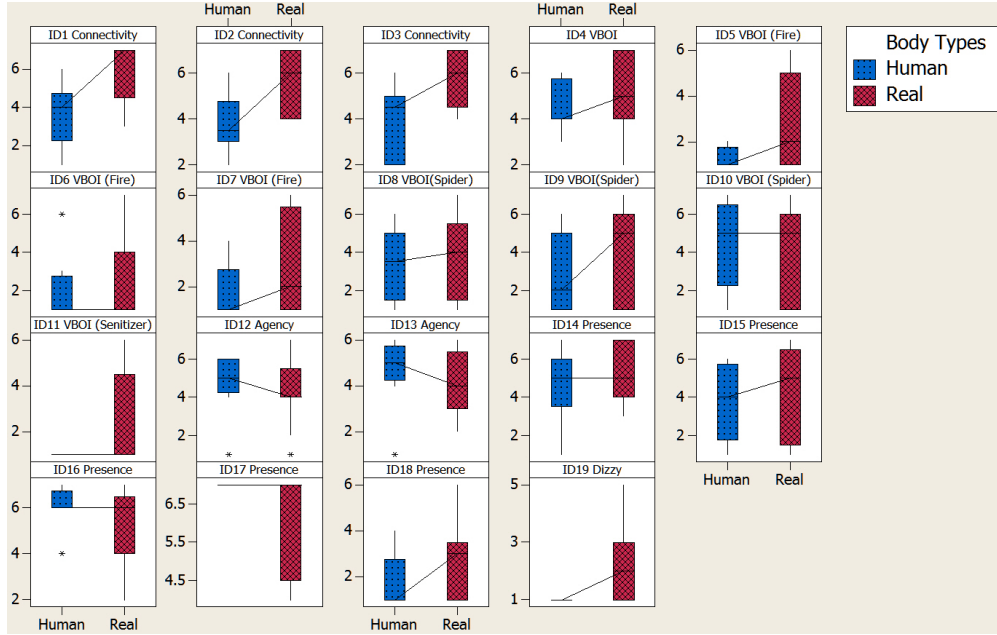 Human Real Human Real
ID1 Connectivity ID2 Connectivity ID3 Connectivity ID4 VBOI ID5 VBOI (Fire)
Body Types
Human
Real
6 6 6 6 6
4 4 4 4 4
2 2 2 2 2
ID6 VBOI (Fire) ID7 VBOI (Fire) ID8 VBOI(Spider) ID9 VBOI(Spider) ID10 VBOI (Spider)
6 6 6 6 6
4 4 4 4 4
2 2 2 2 2
ID11 VBOI (Senitizer) ID12 Agency ID13 Agency ID14 Presence ID15 Presence
6 6 6 6 6
4 4 4 4 4
2 2 2 2 2
ID16 Presence ID17 Presence ID18 Presence ID19 Dizzy
Human Real
6 6.5 6 5
4 5.5 4 3
2 4.5 2 1
Human Real Human Real